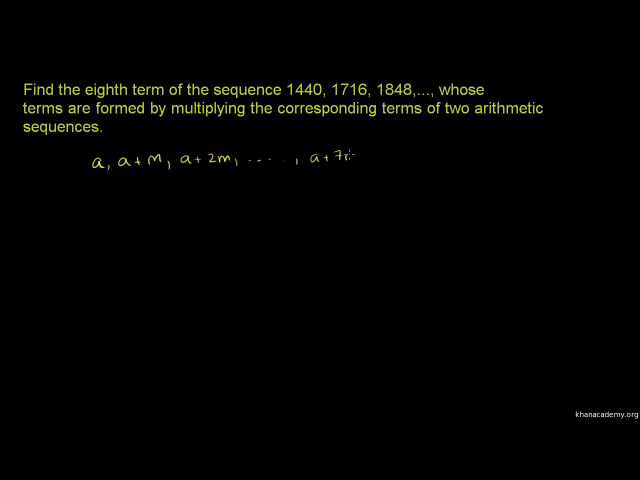 Find the eighth term of the sequence 1440, 1716, 1848,..., whose
terms are formed by multiplying the corresponding terms of two arithmetic
sequences.
a, a + m, a + 2m, ......, a + 7
khanacademy.org